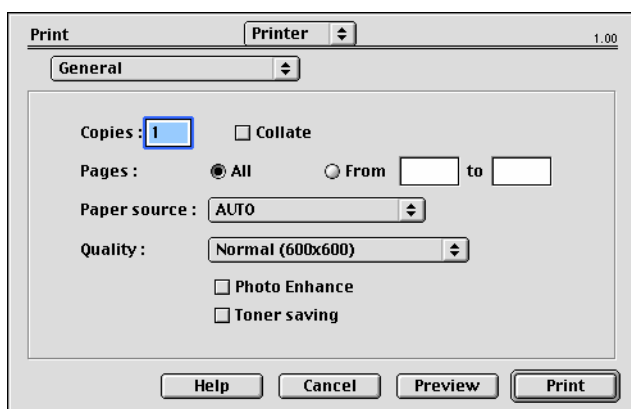 Print Printer 1.00
General
Copies : 1 Collate
Pages : All From to
Paper source : AUTO
Quality : Normal (600x600)
Photo Enhance
Toner saving
Help Cancel Preview Print